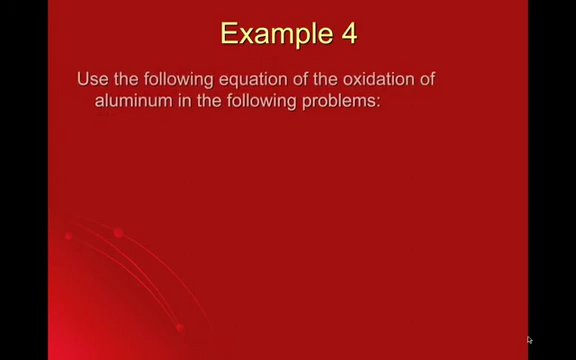 Example 4
Use the following equation of the oxidation of
aluminum in the following problems: